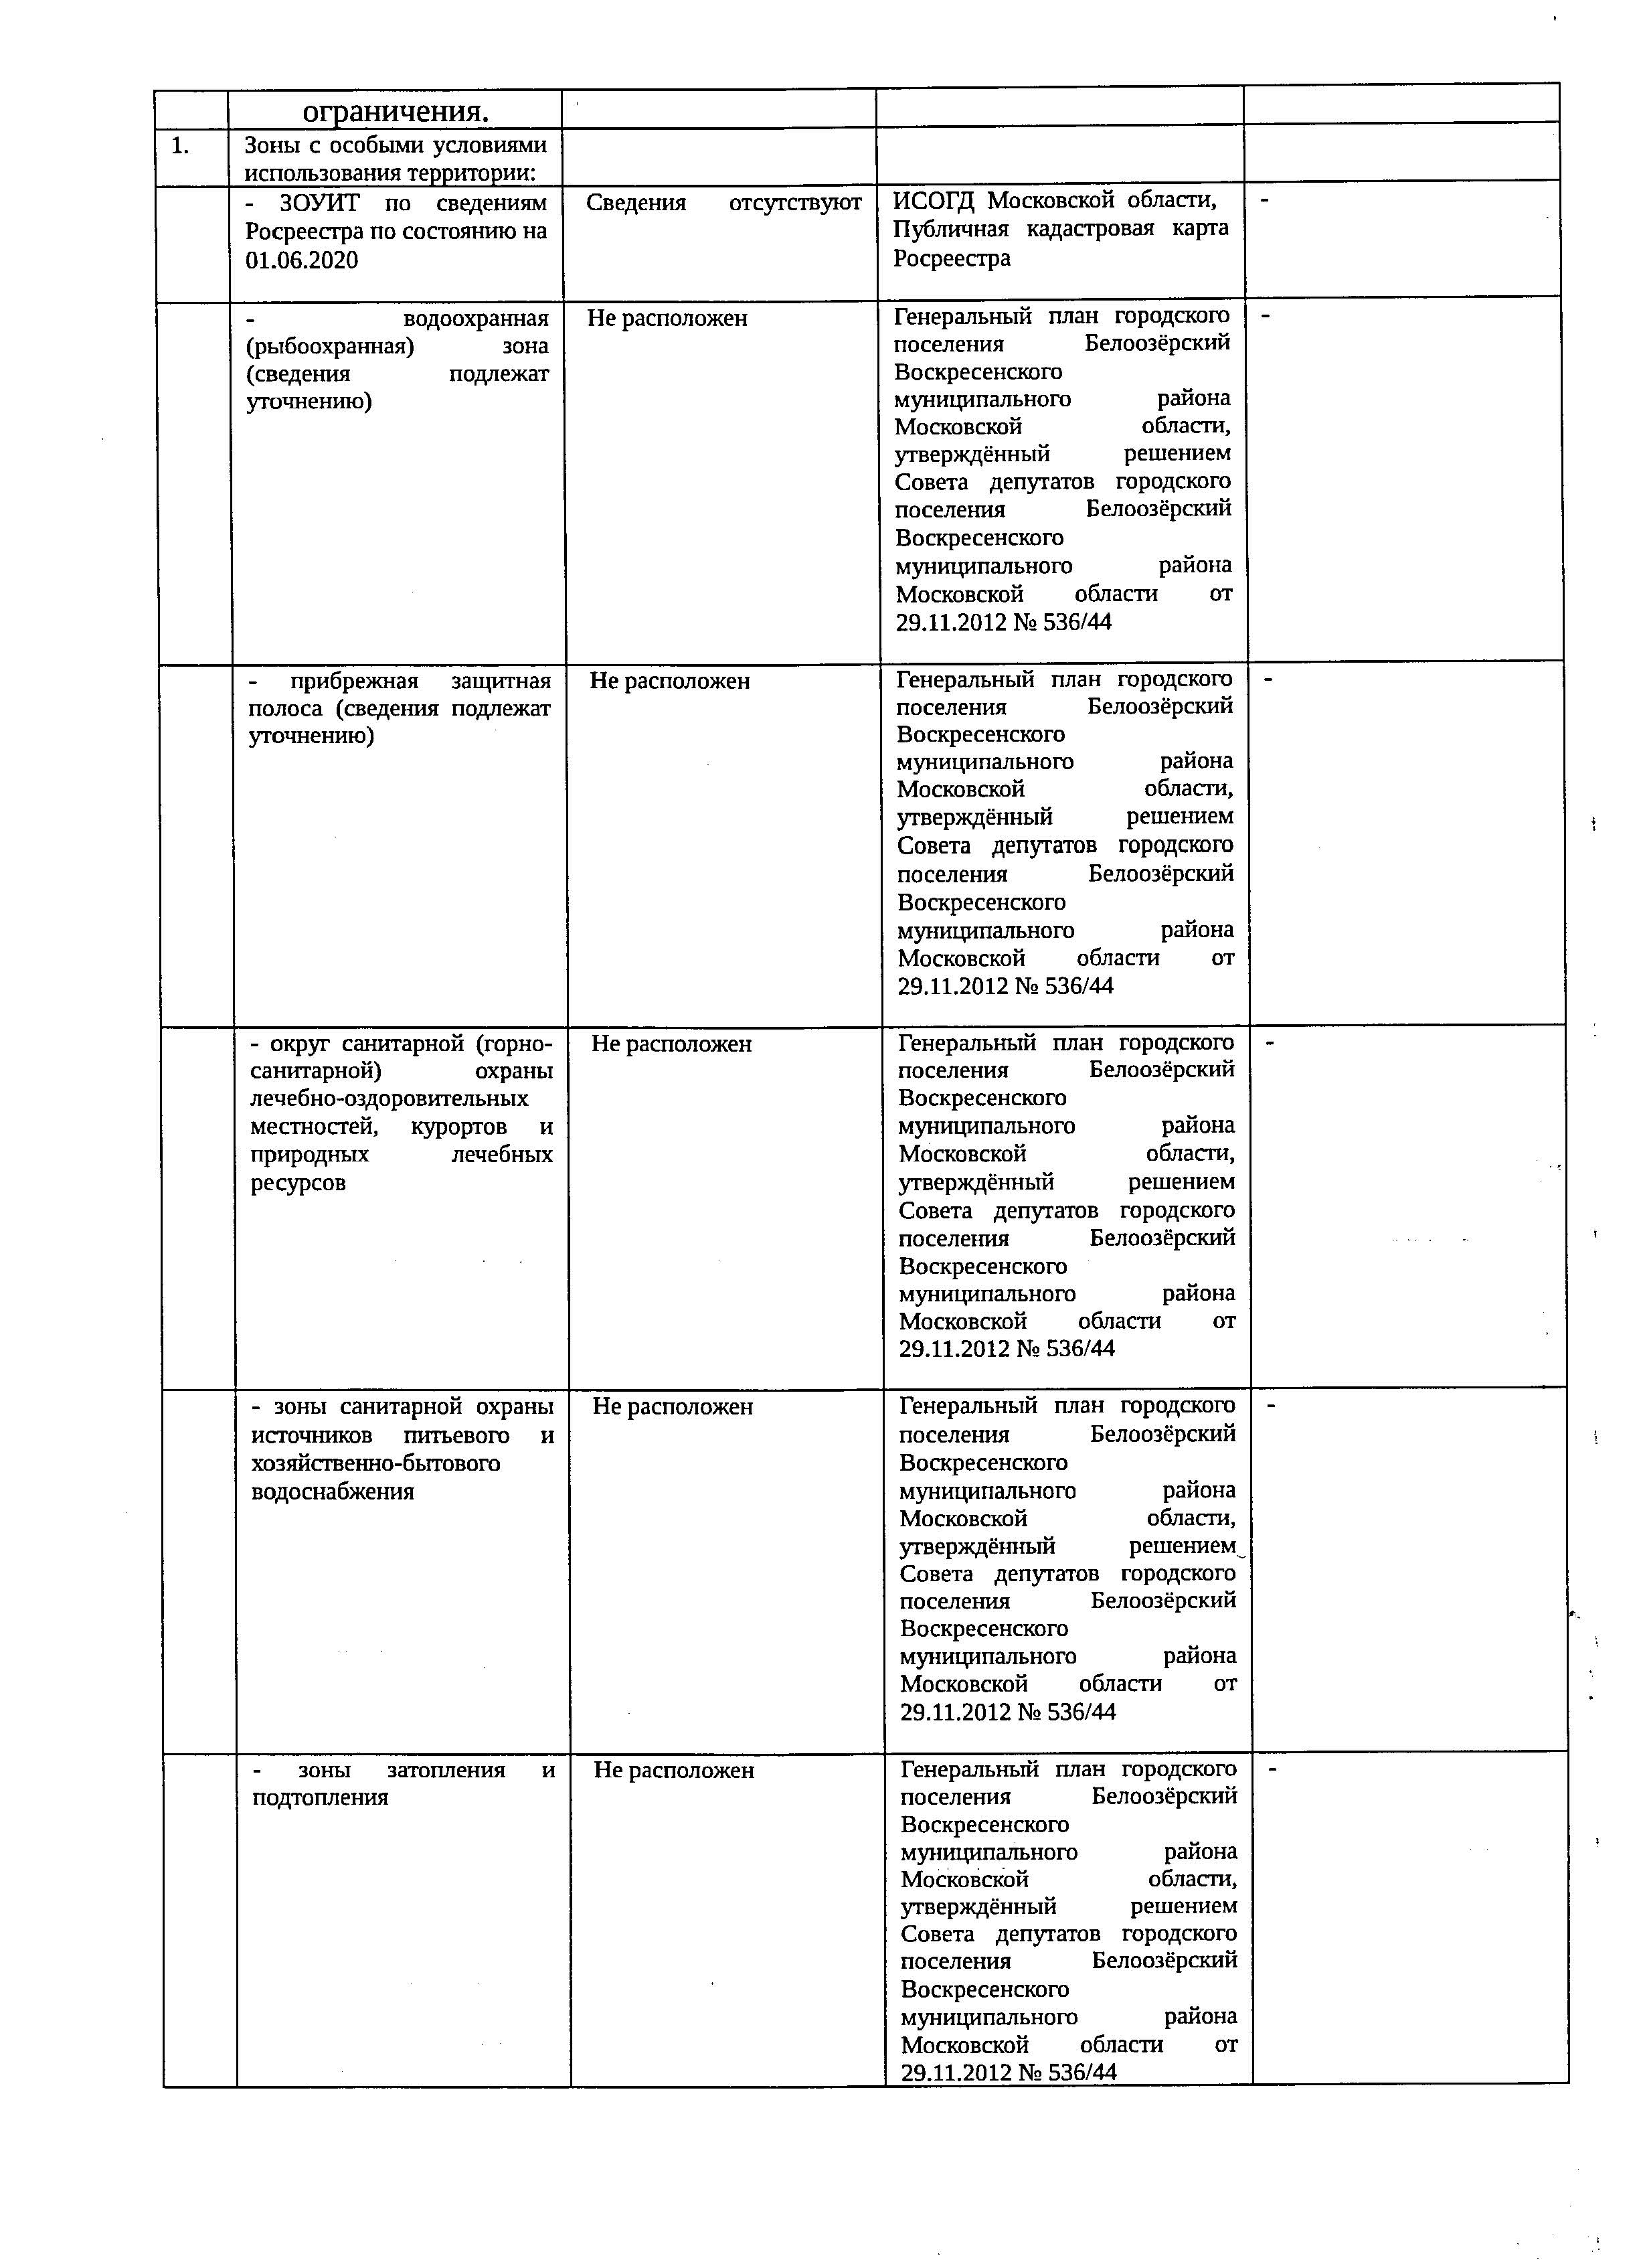 ограничения.
1. Зоны с особыми условиями
использования территории:
- ЗОУИТ по сведениям
Росреестра по состоянию на
01.06.2020
Сведения отсутствуют
ИСОГД Московской области,
Публичная кадастровая карта
Росреестра
-
- водоохранная
(рыбоохранная) зона
(сведения подлежат
уточнению)
Не расположен
Генеральный план городского
поселения Белоозёрский
Воскресенского
муниципального района
Московской области,
утверждённый решением
Совета депутатов городского
поселения Белоозёрский
Воскресенского
муниципального района
Московской области от
29.11.2012 № 536/44
-
- прибрежная защитная
полоса (сведения подлежат
уточнению)
Не расположен
Генеральный план городского
поселения Белоозёрский
Воскресенского
муниципального района
Московской области,
утверждённый решением
Совета депутатов городского
поселения Белоозёрский
Воскресенского
муниципального района
Московской области от
29.11.2012 № 536/44
-
- округ санитарной (горно-
санитарной) охраны
лечебно-оздоровительных
местностей, курортов и
природных лечебных
ресурсов
Не расположен
Генеральный план городского
поселения Белоозёрский
Воскресенского
муниципального района
Московской области,
утверждённый решением
Совета депутатов городского
поселения Белоозёрский
Воскресенского
муниципального района
Московской области от
29.11.2012 № 536/44
-
- зоны санитарной охраны
источников питьевого и
хозяйственно-бытового
водоснабжения
Не расположен
Генеральный план городского
поселения Белоозёрский
Воскресенского
муниципального района
Московской области,
утверждённый решением
Совета депутатов городского
поселения Белоозёрский
Воскресенского
муниципального района
Московской области от
29.11.2012 № 536/44
-
- зоны затопления и
подтопления
Не расположен
Генеральный план городского
поселения Белоозёрский
Воскресенского
муниципального района
Московской области,
утверждённый решением
Совета депутатов городского
поселения Белоозёрский
Воскресенского
муниципального района
Московской области от
29.11.2012 № 536/44
-